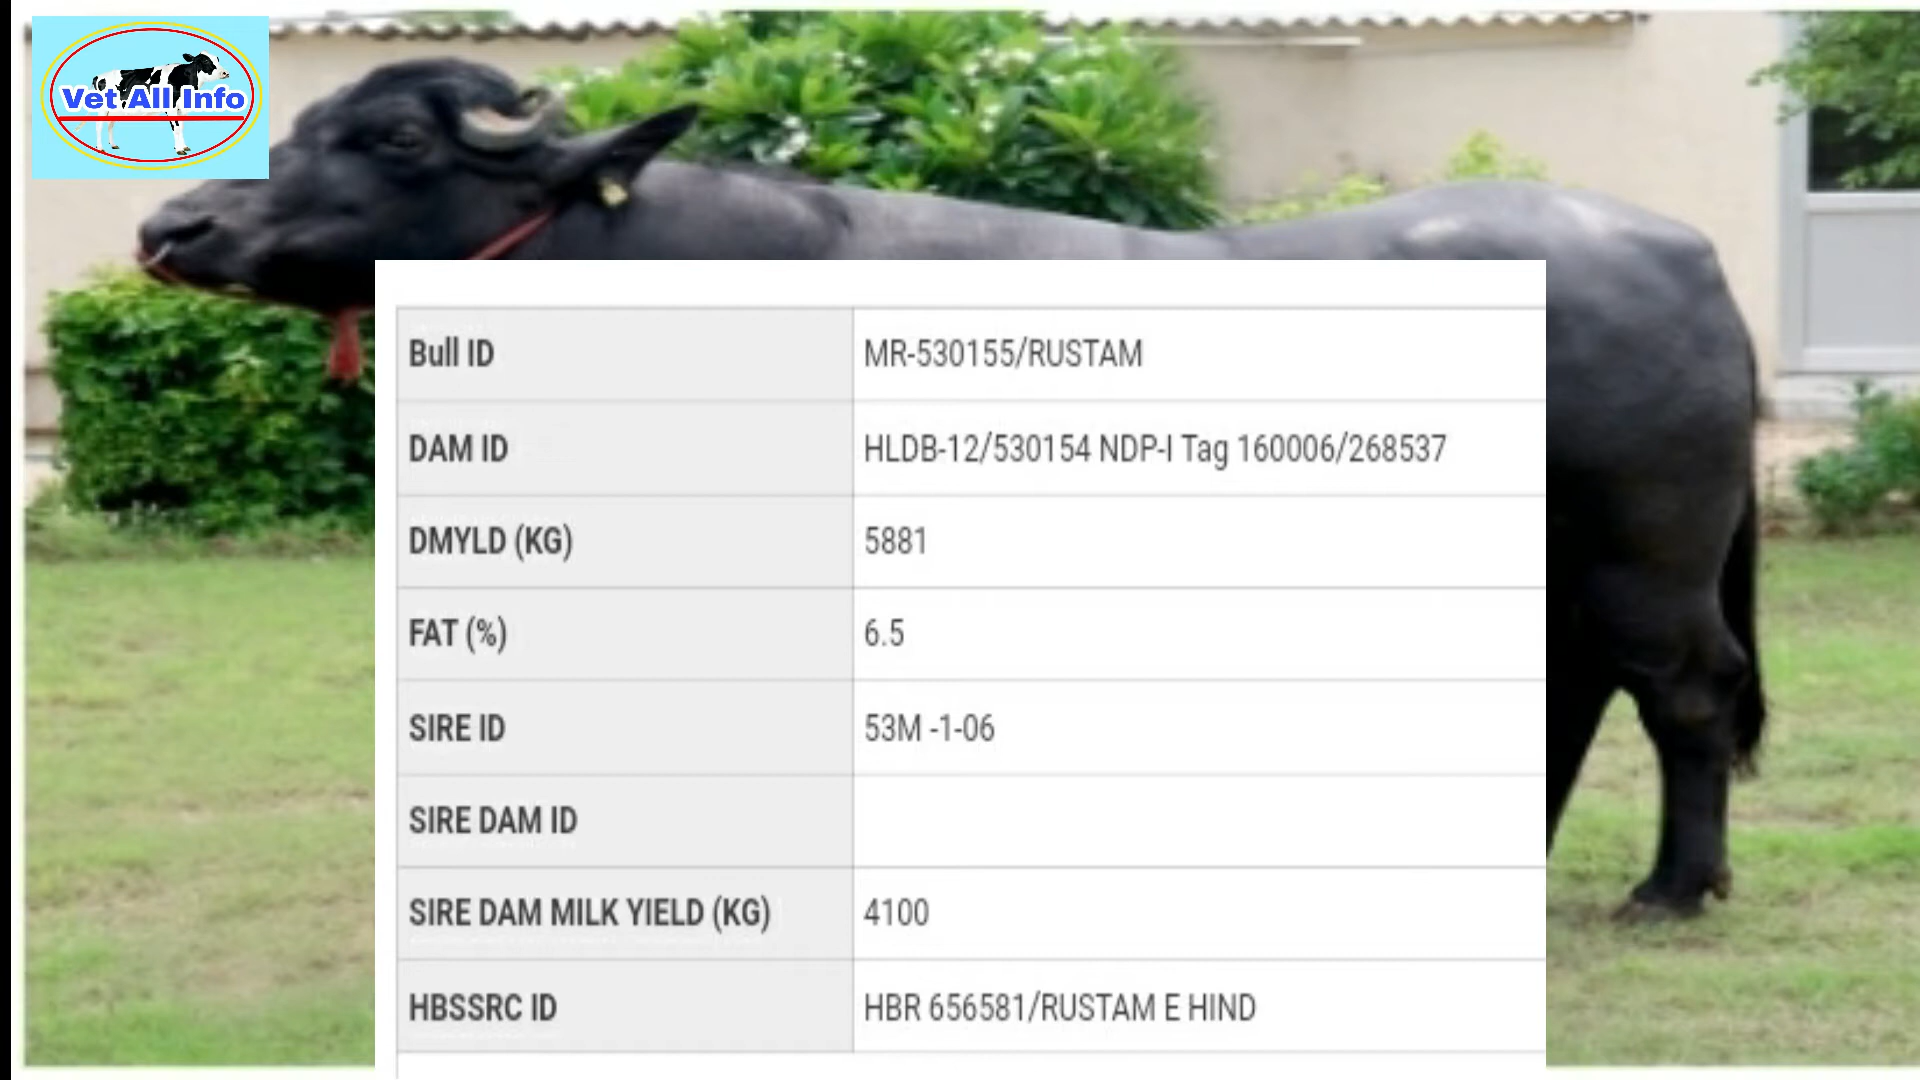 Vet All Info
Bull ID MR-530155/RUSTAM
DAM ID HLDB-12/530154 NDP-I Tag 160006/268537
DMYLD (KG) 5881
FAT (%) 6.5
SIRE ID 53M -1-06
SIRE DAM ID
SIRE DAM MILK YIELD (KG) 4100
HBSSRC ID HBR 656581/RUSTAM E HIND